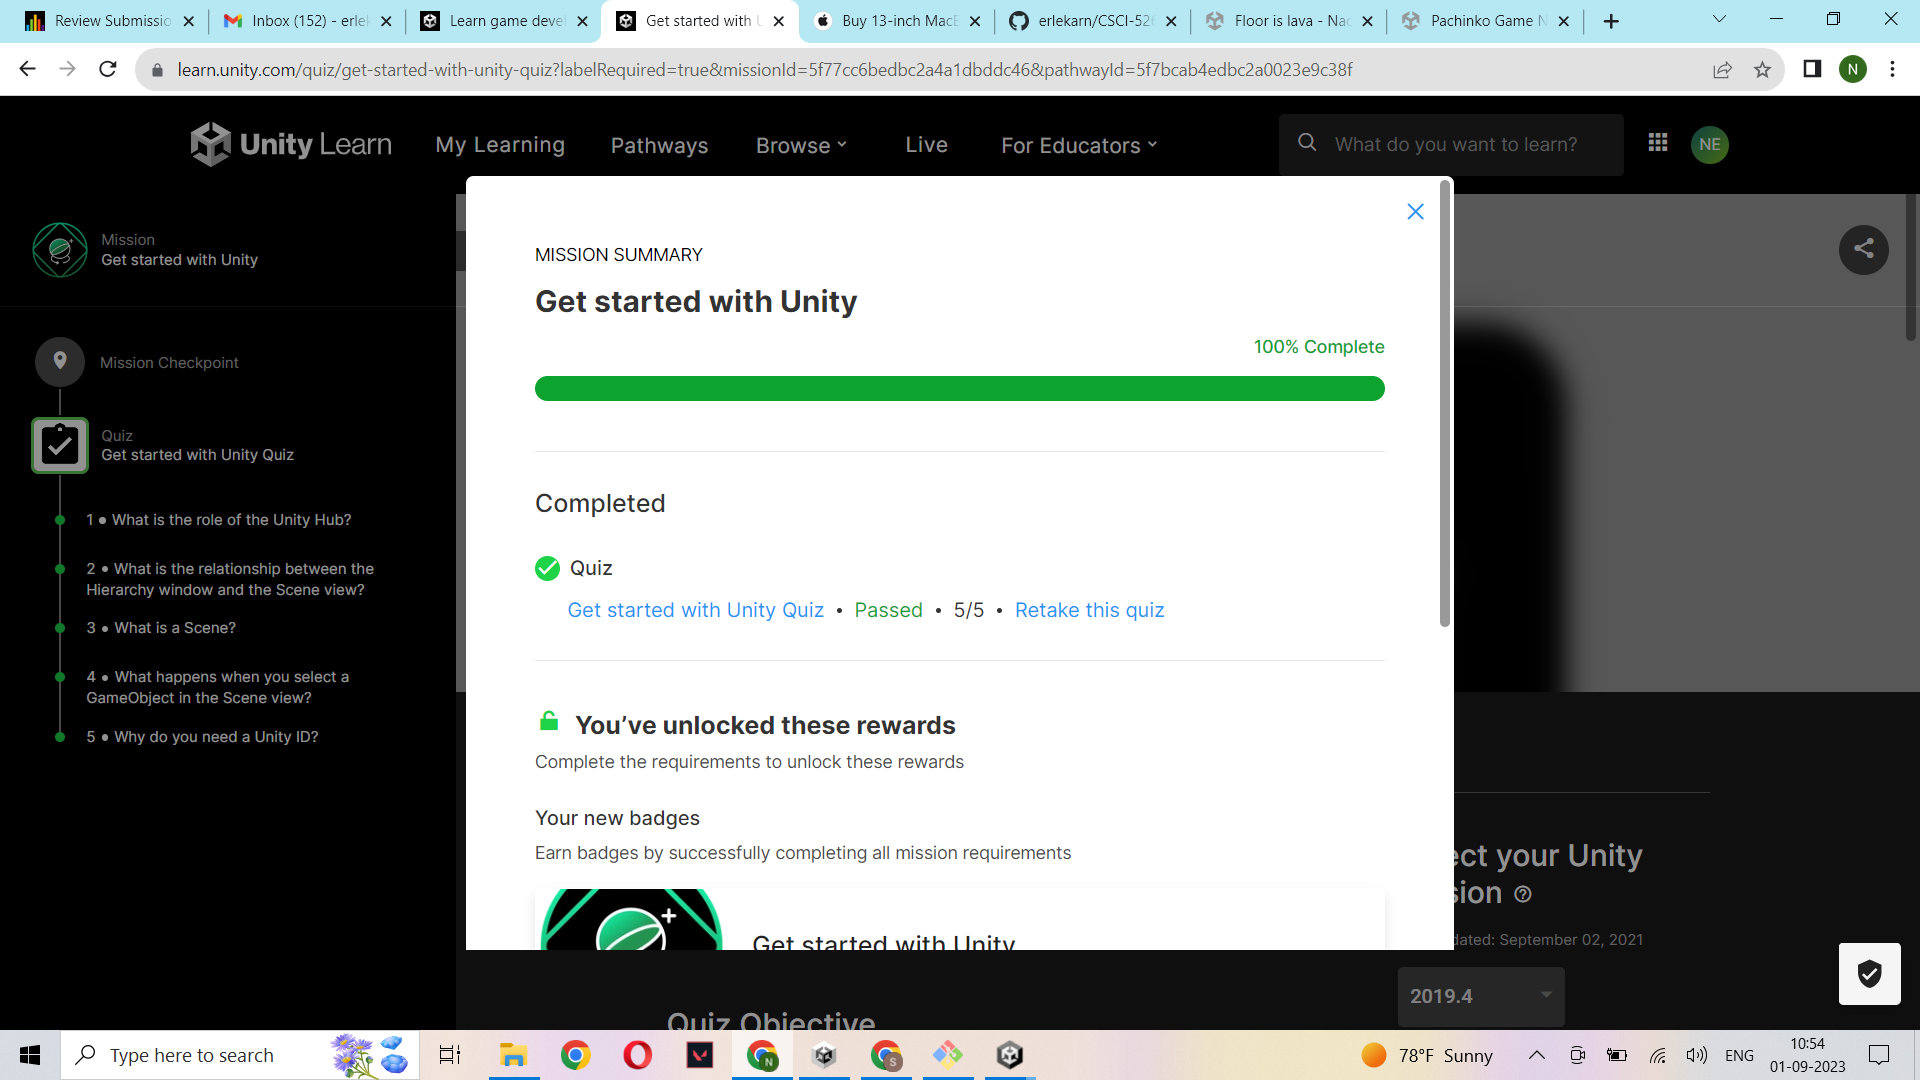 Review Submissio
Inbox (152) - erlek
Learn game devel
Get started with U
Buy 13-inch MacB
erlekarn/CSCI-526
Floor is lava - Na
Pachinko Game N
learn.unity.com/quiz/get-started-with-unity-quiz?labelRequired=true&missionId=5f77cc6bedbc2a4a1dbddc46&pathwayId=5f7bcab4edbc2a0023e9c38f
N
Unity Learn
My Learning
Pathways
Browse
Live
For Educators
What do you want to learn?
NE
Mission
Get started with Unity
Mission Checkpoint
Quiz
Get started with Unity Quiz
1 • What is the role of the Unity Hub?
2 • What is the relationship between the
Hierarchy window and the Scene view?
3 • What is a Scene?
4 • What happens when you select a
GameObject in the Scene view?
5 • Why do you need a Unity ID?
MISSION SUMMARY
Get started with Unity
100% Complete
Completed
Quiz
Get started with Unity Quiz • Passed • 5/5 • Retake this quiz
You’ve unlocked these rewards
Complete the requirements to unlock these rewards
Your new badges
Earn badges by successfully completing all mission requirements
Get started with Unity
ect your Unity
sion
dated: September 02, 2021
2019.4
Quiz Objective
Type here to search
N
S
78°F Sunny
ENG
10:54
01-09-2023